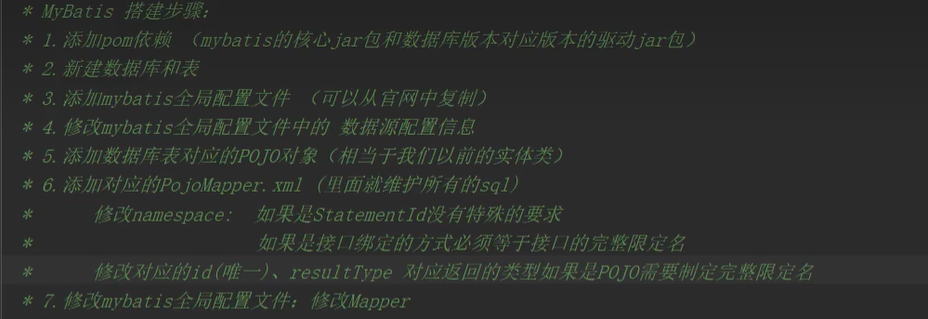 * MyBatis 搭建步骤：
* 1.添加pom依赖 （mybatis的核心jar包和数据库版本对应版本的驱动jar包）
* 2.新建数据库和表
* 3.添加mybatis全局配置文件 （可以从官网中复制）
* 4.修改mybatis全局配置文件中的 数据源配置信息
* 5.添加数据库表对应的POJO对象（相当于我们以前的实体类）
* 6.添加对应的PojoMapper.xml (里面就维护所有的sql)
* 修改namespace: 如果是StatementId没有特殊的要求
* 如果是接口绑定的方式必须等于接口的完整限定名
* 修改对应的id(唯一)、resultType 对应返回的类型如果是POJO需要制定完整限定名
* 7.修改mybatis全局配置文件：修改Mapper